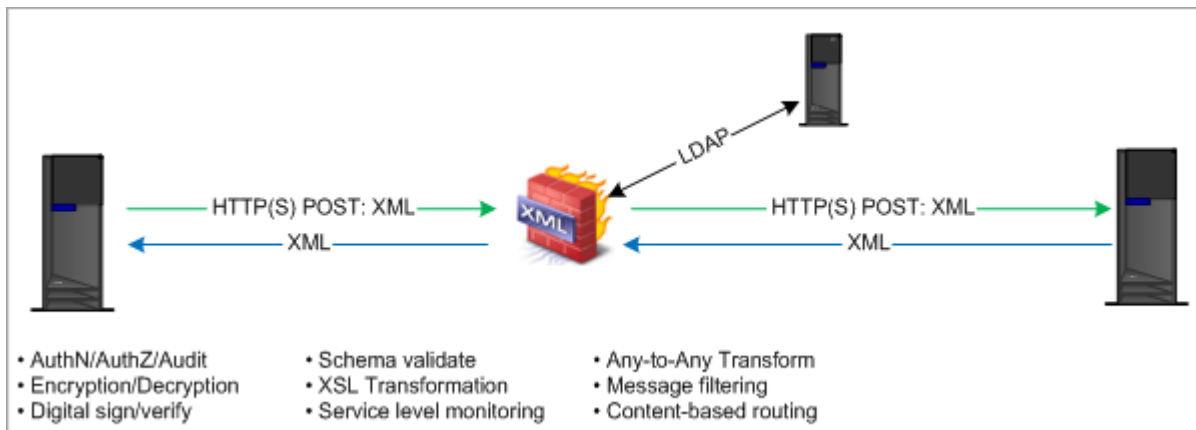 LDAP
HTTP(S) POST: XML
XML
HTTP(S) POST: XML
XML
XML
• AuthN/AuthZ/Audit
• Encryption/Decryption
• Digital sign/verify
• Schema validate
• XSL Transformation
• Service level monitoring
• Any-to-Any Transform
• Message filtering
• Content-based routing